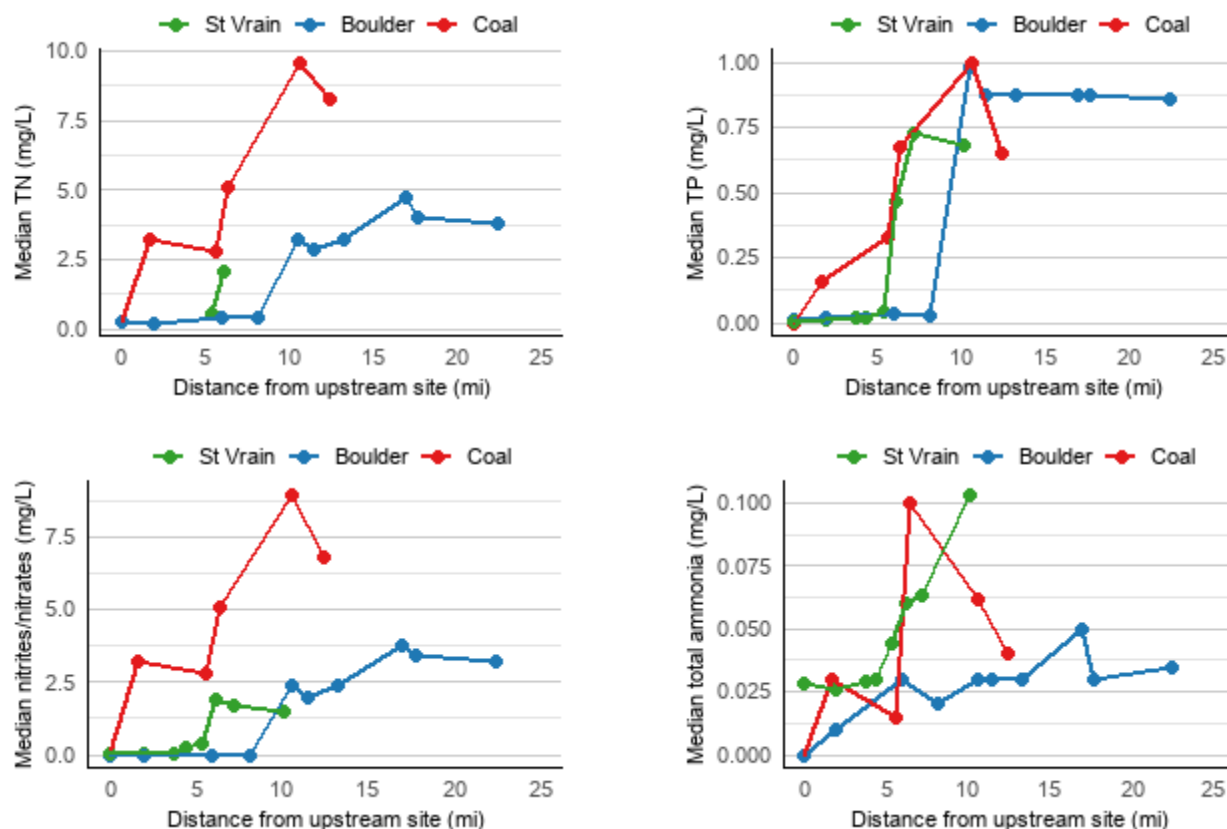 St Vrain Boulder Coal
10.0
7.5
5.0
2.5
0.0
Median TN (mg/L)
0 5 10 15 20 25
Distance from upstream site (mi)
St Vrain Boulder Coal
1.00
0.75
0.50
0.25
0.00
Median TP (mg/L)
0 5 10 15 20 25
Distance from upstream site (mi)
St Vrain Boulder Coal
7.5
5.0
2.5
0.0
Median nitrites/nitrates (mg/L)
0 5 10 15 20 25
Distance from upstream site (mi)
St Vrain Boulder Coal
0.100
0.075
0.050
0.025
0.000
Median total ammonia (mg/L)
0 5 10 15 20 25
Distance from upstream site (mi)